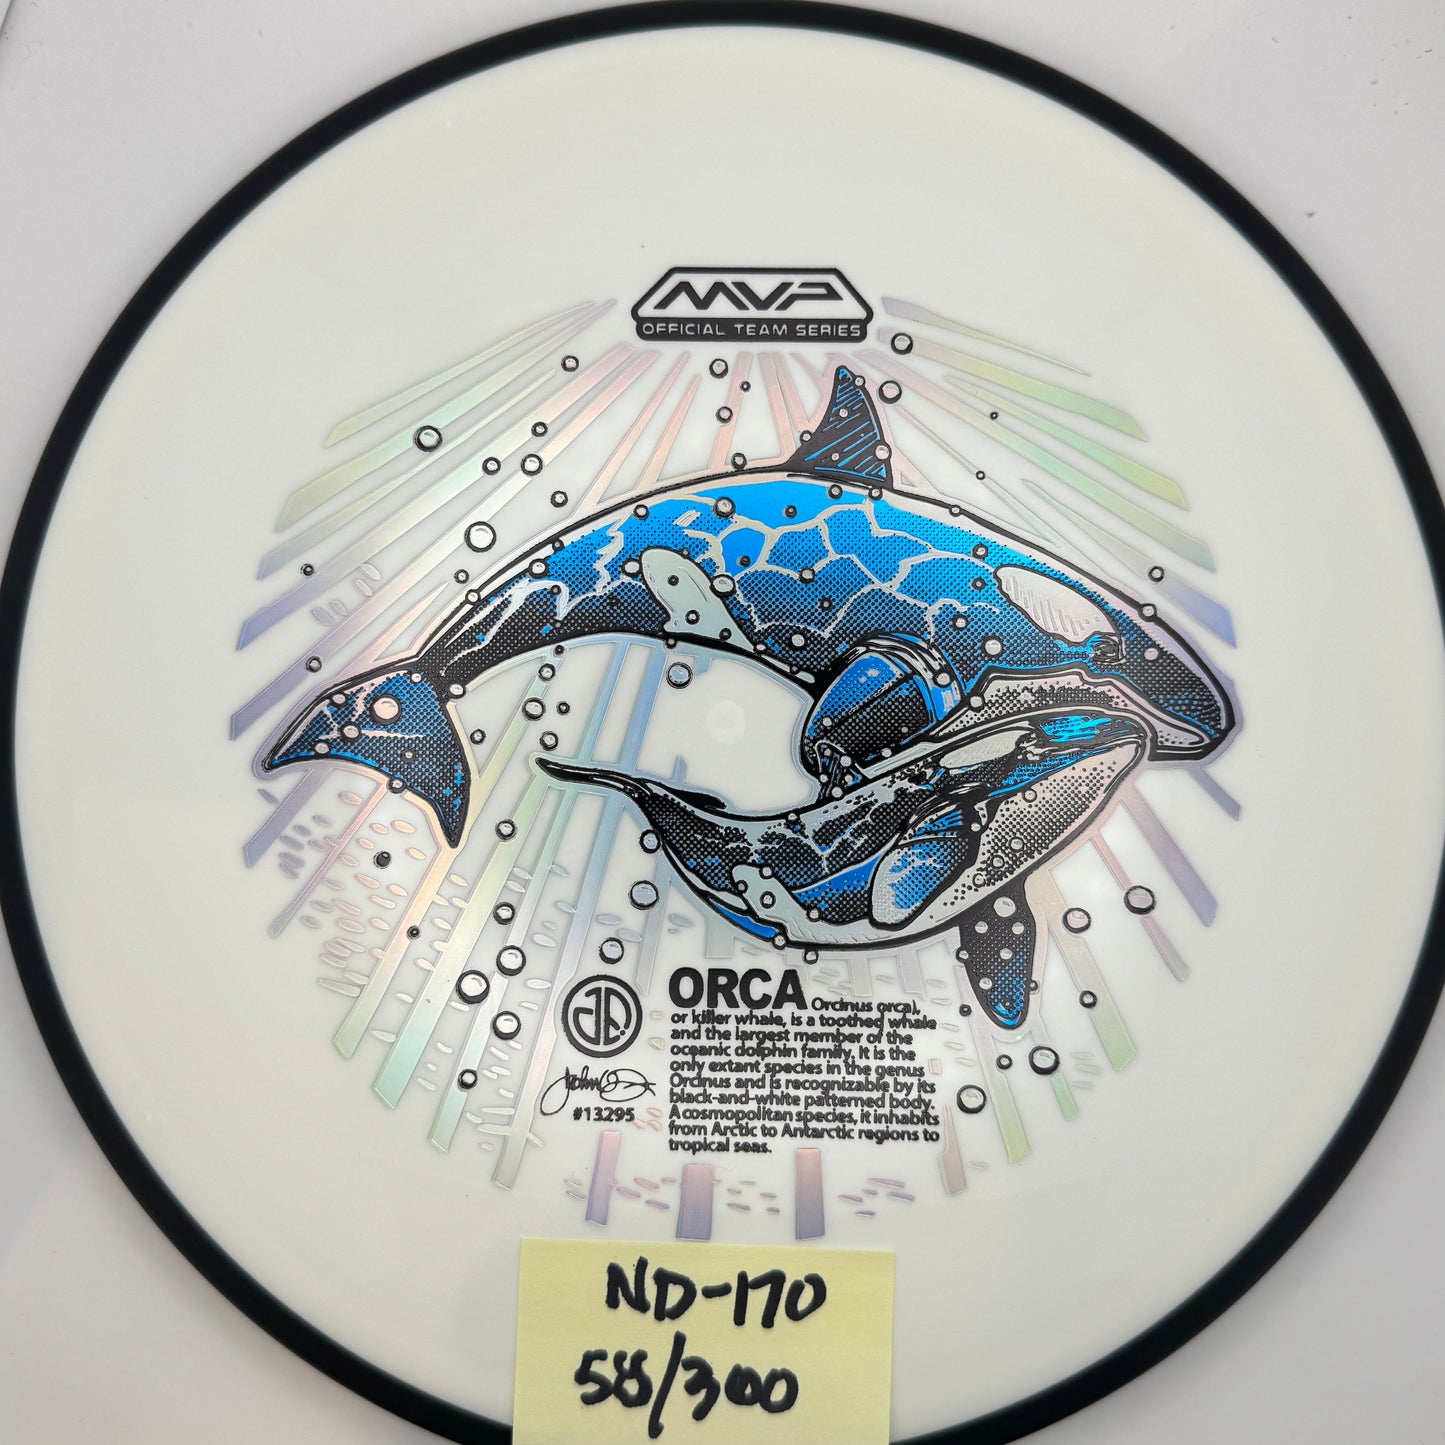 MVP
OFFICIAL TEAM SERIES
ORCA Orcinus orca),
or killer whale, is a toothed whale
and the largest member of the
oceanic dolphin family, It is the
only extant species in the genus
Orcinus and is recognizable by its
black-and-white patterned body.
A cosmopolitan species, it inhabits
from Arctic to Antarctic regions to
tropical seas.
#13295
ND-170
58/300